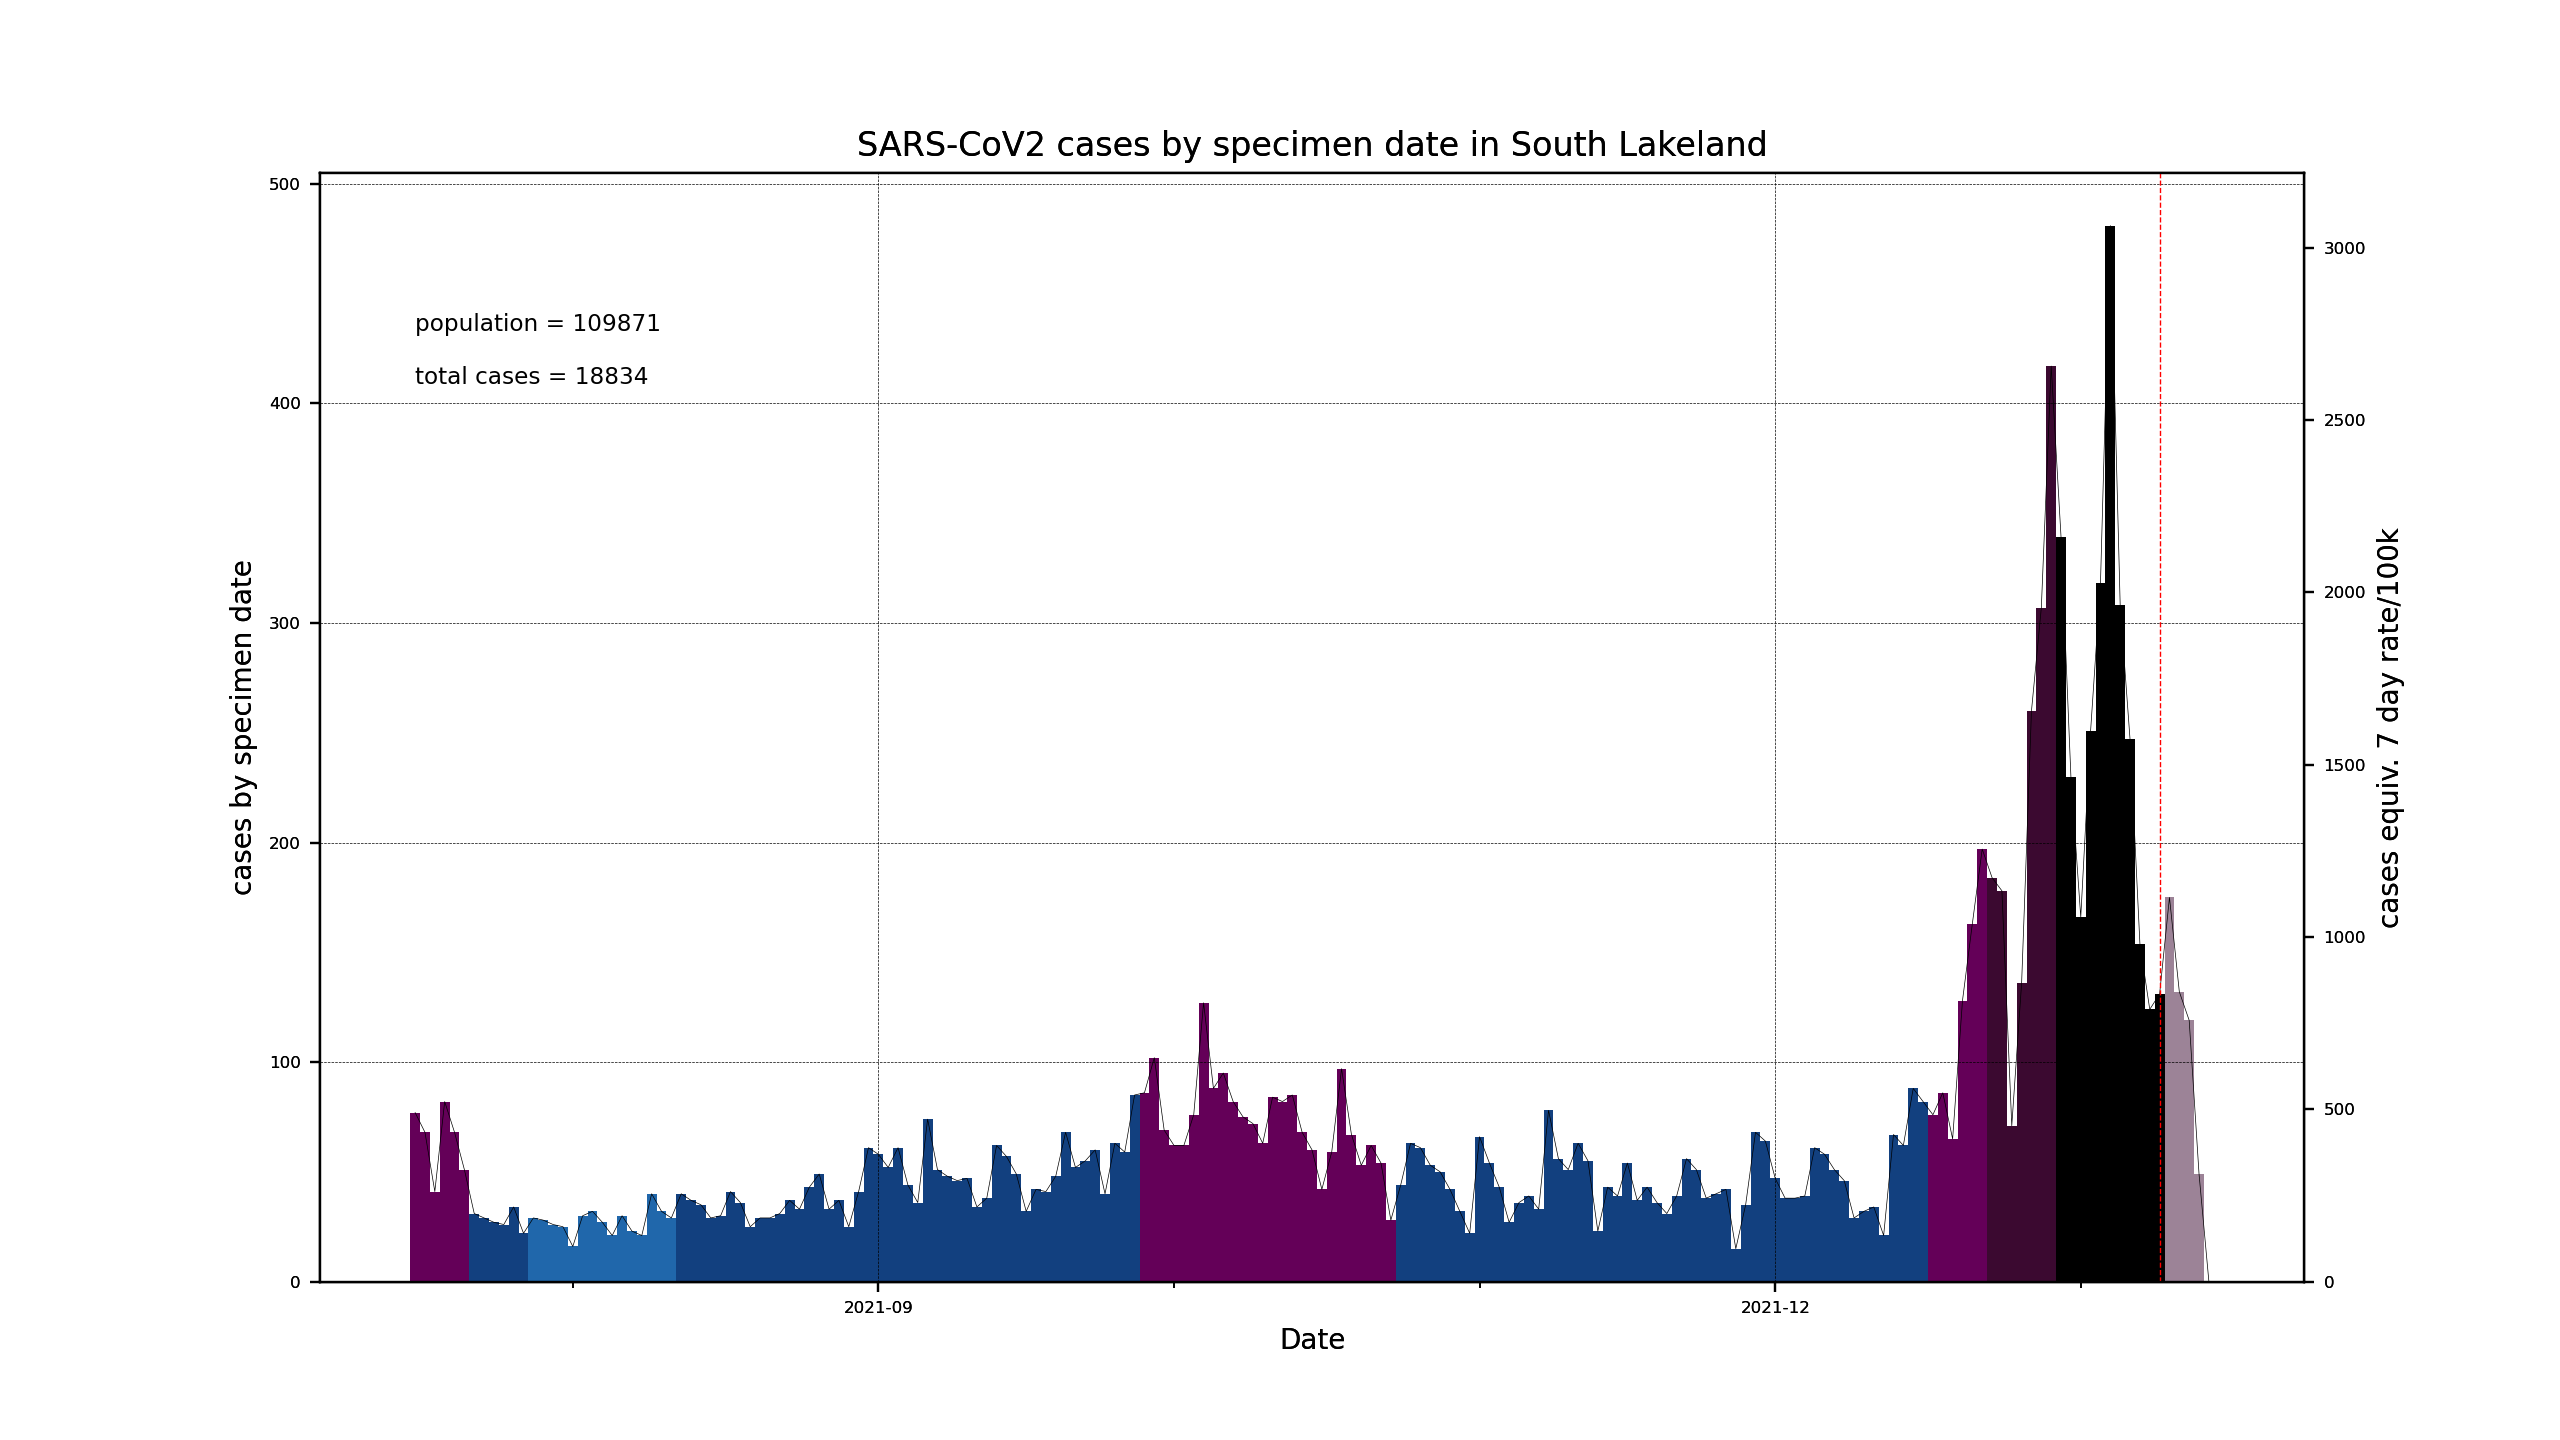 SARS-CoV2 cases by specimen date in South Lakeland
population = 109871
total cases = 18834
cases by specimen date
500
400
300
200
100
0
3000
2500
2000
1500
1000
500
0
cases equiv. 7 day rate/100k
2021-09
2021-12
Date